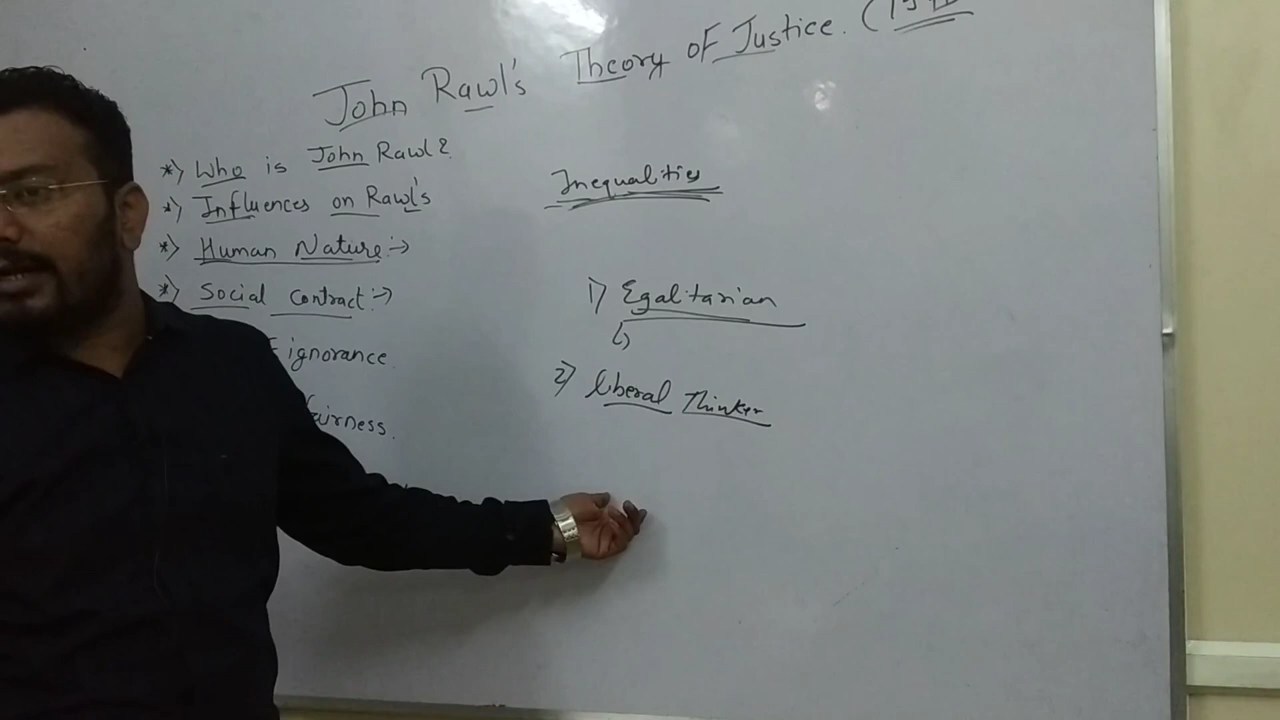 John Rawl's Theory of Justice. (
*) Who is John Rawl?
*) Influences on Rawl's
*) Human Nature :→
*) Social contract :→
ignorance.
fairness.
Inequalities
1) Egalitarian
2) liberal Thinker